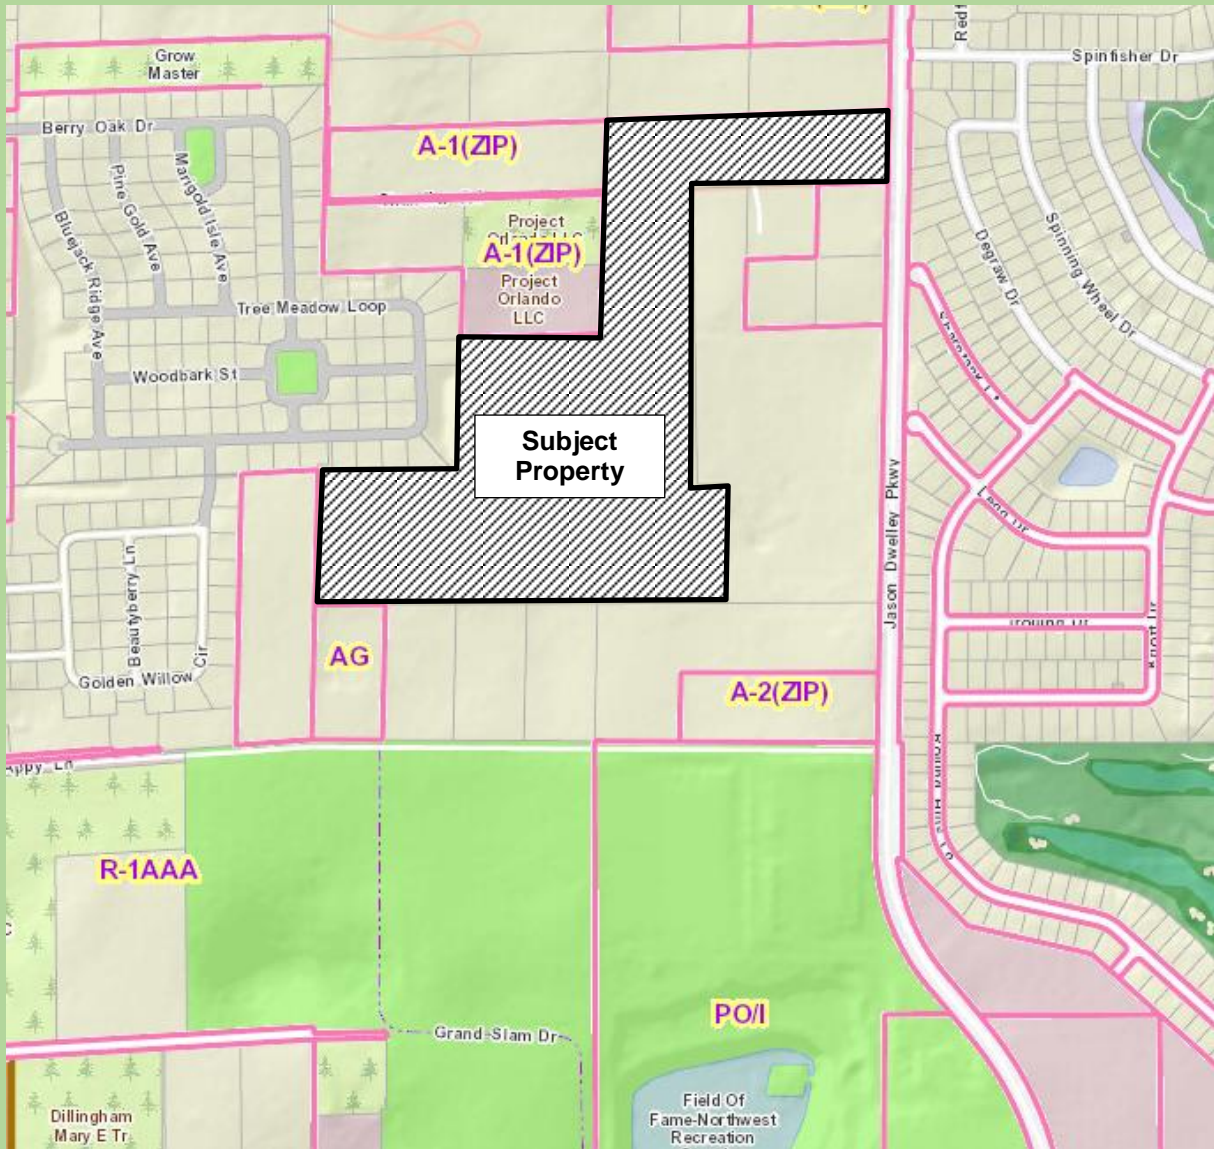 Grow
Master
Spinfisher Dr
Berry Oak Dr
A-1(ZIP)
Marigold Isle Ave
Pine Gold Ave
Bluejack Ridge Ave
Project
A-1(ZIP)
Project
Orlando
LLC
Degraw Dr
Spinning Wheel Dr
Tree Meadow Loop
Woodbark St
Subject
Property
Jason Dwelley Pkwy
Beautyberry Ln
Golden Willow Cir
AG
A-2(ZIP)
R-1AAA
PO/I
Grand-Slam Dr
Dillingham
Mary E Tr
Field Of
Fame-Northwest
Recreation